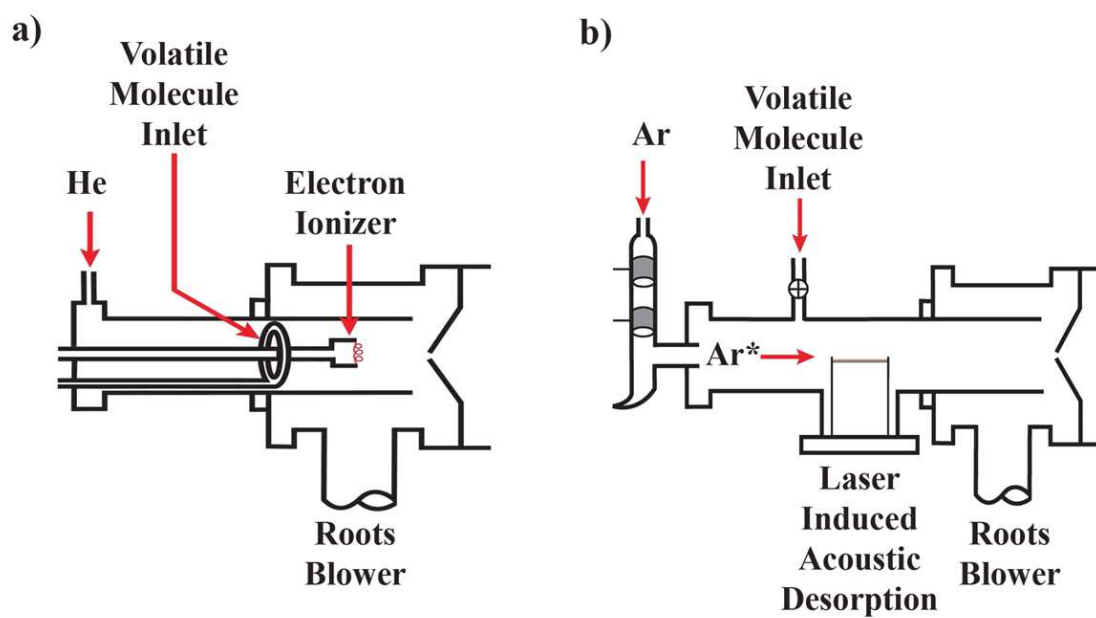 a)
Volatile
Molecule
Inlet
He
Electron
Ionizer
Roots
Blower
b)
Ar
Volatile
Molecule
Inlet
Ar*
Laser
Induced
Acoustic
Desorption
Roots
Blower